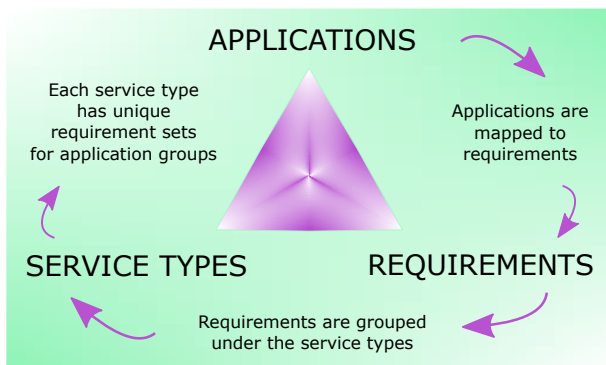 APPLICATIONS
Each service type
has unique
requirement sets
for application groups
Applications are
mapped to
requirements
SERVICE TYPES
REQUIREMENTS
Requirements are grouped
under the service types